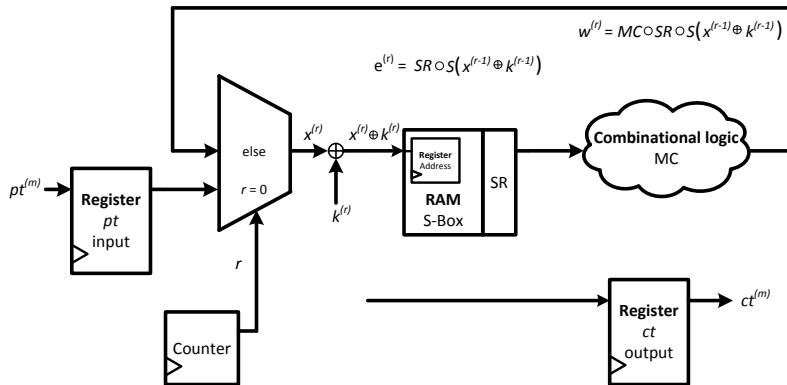 w^(r) = MC○SR○S(x^(r-1)⊕ k^(r-1))
e^(r) = SR○S(x^(r-1)⊕ k^(r-1))
else
x^(r)
x^(r)⊕ k^(r)
Register
Address
SR
Combinational logic
MC
pt^(m)
Register
pt
input
r = 0
k^(r)
RAM
S-Box
r
Counter
Register
ct
output
ct^(m)